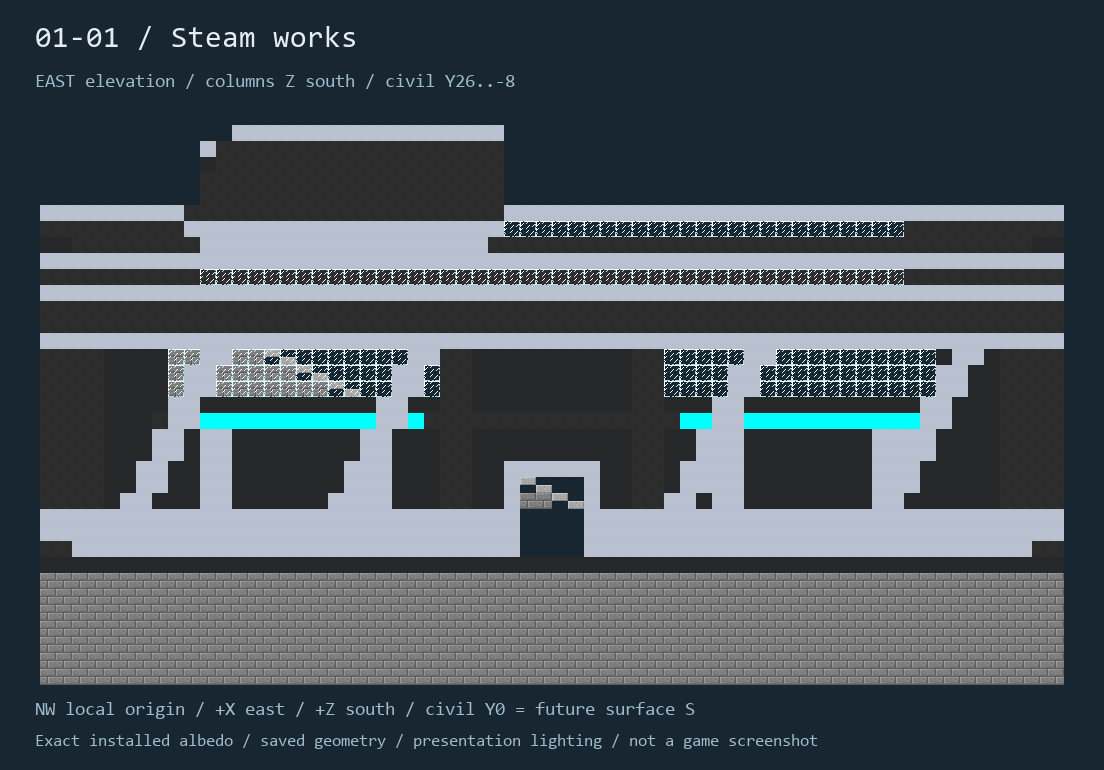 01-01 / Steam works
EAST elevation / columns Z south / civil Y26..-8
NW local origin / +X east / +Z south / civil Y0 = future surface S
Exact installed albedo / saved geometry / presentation lighting / not a game screenshot